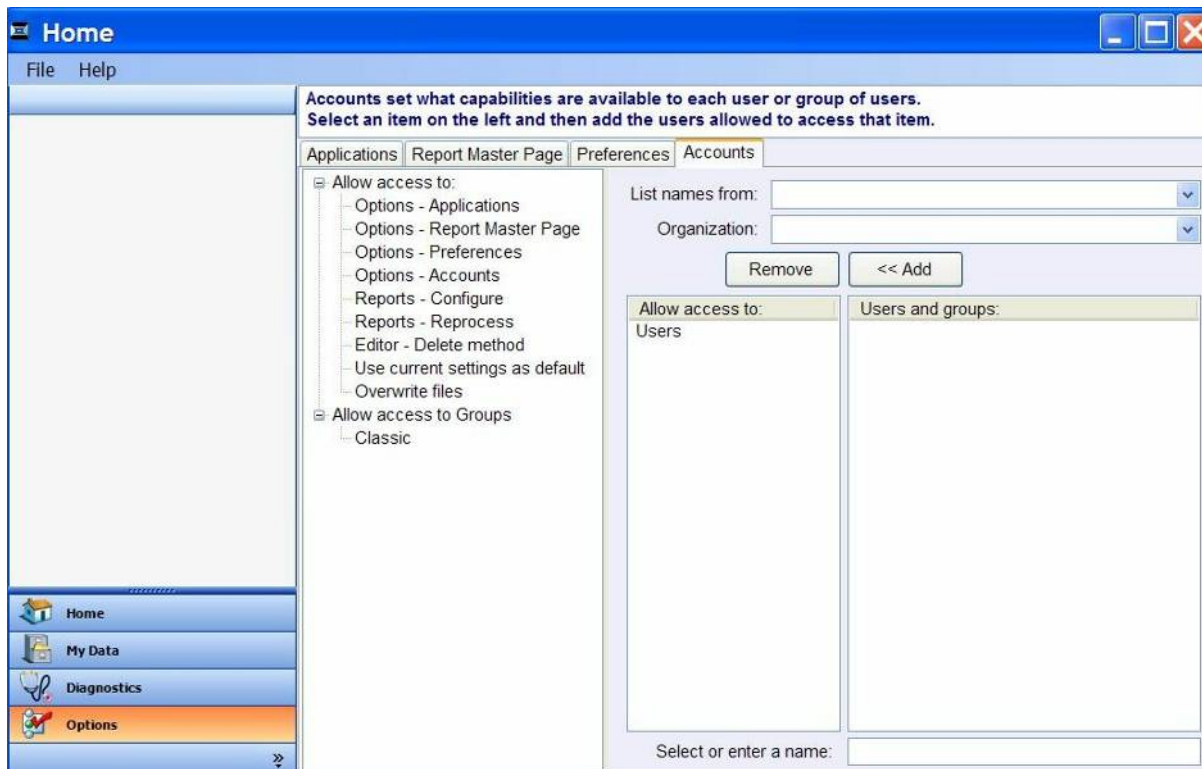 Home
File Help
Accounts set what capabilities are available to each user or group of users.
Select an item on the left and then add the users allowed to access that item.
Applications Report Master Page Preferences Accounts
Allow access to:
Options - Applications
Options - Report Master Page
Options - Preferences
Options - Accounts
Reports - Configure
Reports - Reprocess
Editor - Delete method
Use current settings as default
Overwrite files
Allow access to Groups
Classic
List names from:
Organization:
Remove << Add
Allow access to: Users and groups:
Users
Select or enter a name:
Home
My Data
Diagnostics
Options